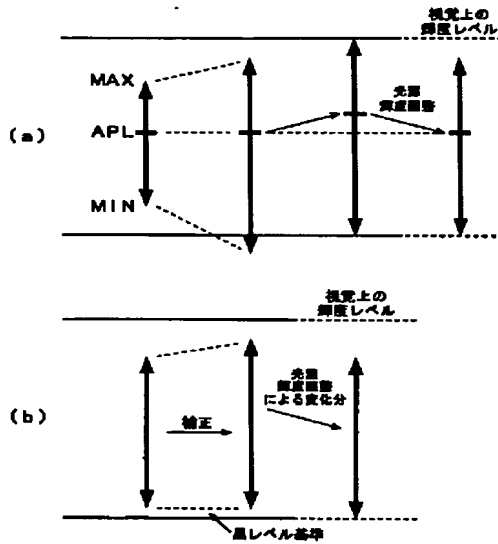 視覚上の
輝度レベル
(a)
MAX
APL
MIN
光源
輝度調整
視覚上の
輝度レベル
(b)
補正
光源
輝度調整
による変化分
黒レベル基準